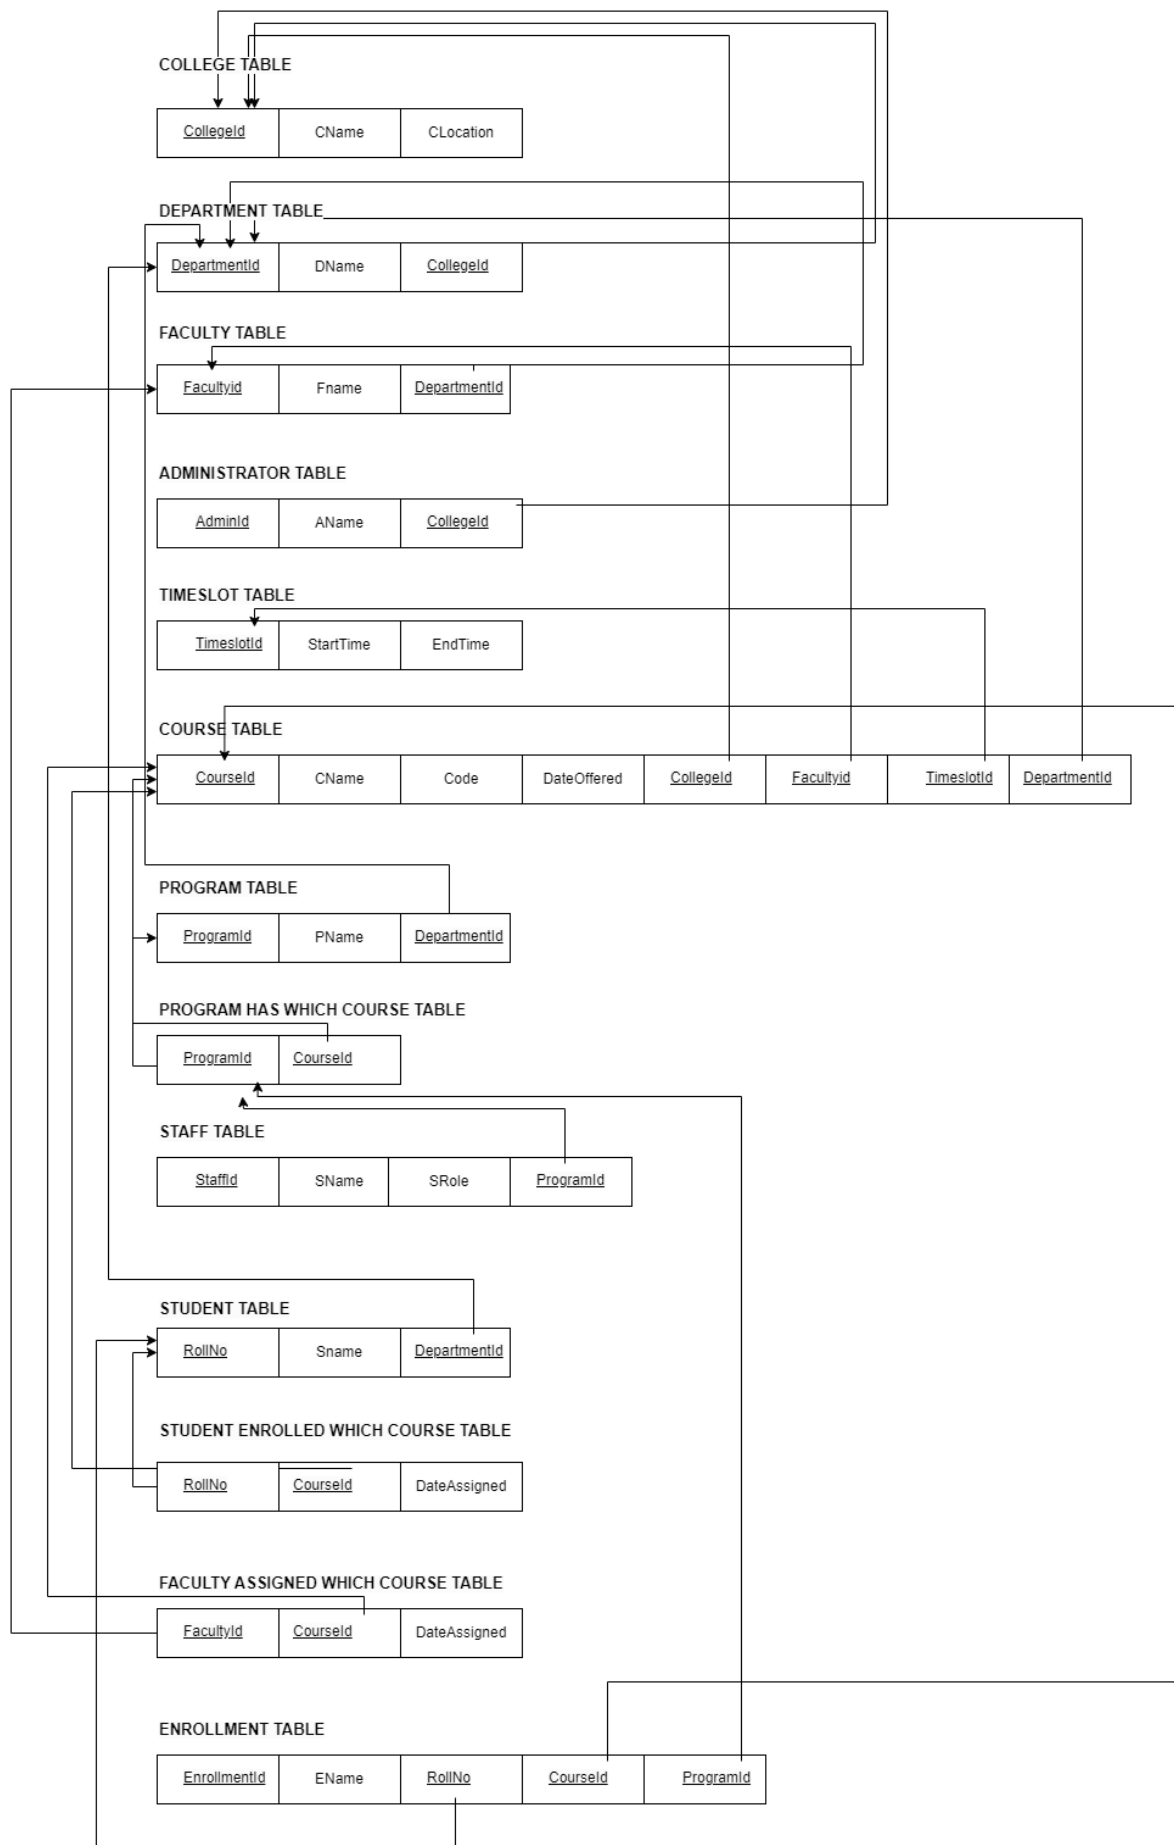 COLLEGE TABLE
CollegeId CName CLocation
DEPARTMENT TABLE
DepartmentId DName CollegeId
FACULTY TABLE
Facultyid Fname DepartmentId
ADMINISTRATOR TABLE
AdminId AName CollegeId
TIMESLOT TABLE
TimeslotId StartTime EndTime
COURSE TABLE
CourseId CName Code DateOffered CollegeId Facultyid TimeslotId DepartmentId
PROGRAM TABLE
ProgramId PName DepartmentId
PROGRAM HAS WHICH COURSE TABLE
ProgramId CourseId
STAFF TABLE
StaffId SName SRole ProgramId
STUDENT TABLE
RollNo Sname DepartmentId
STUDENT ENROLLED WHICH COURSE TABLE
RollNo CourseId DateAssigned
FACULTY ASSIGNED WHICH COURSE TABLE
FacultyId CourseId DateAssigned
ENROLLMENT TABLE
EnrollmentId EName RollNo CourseId ProgramId